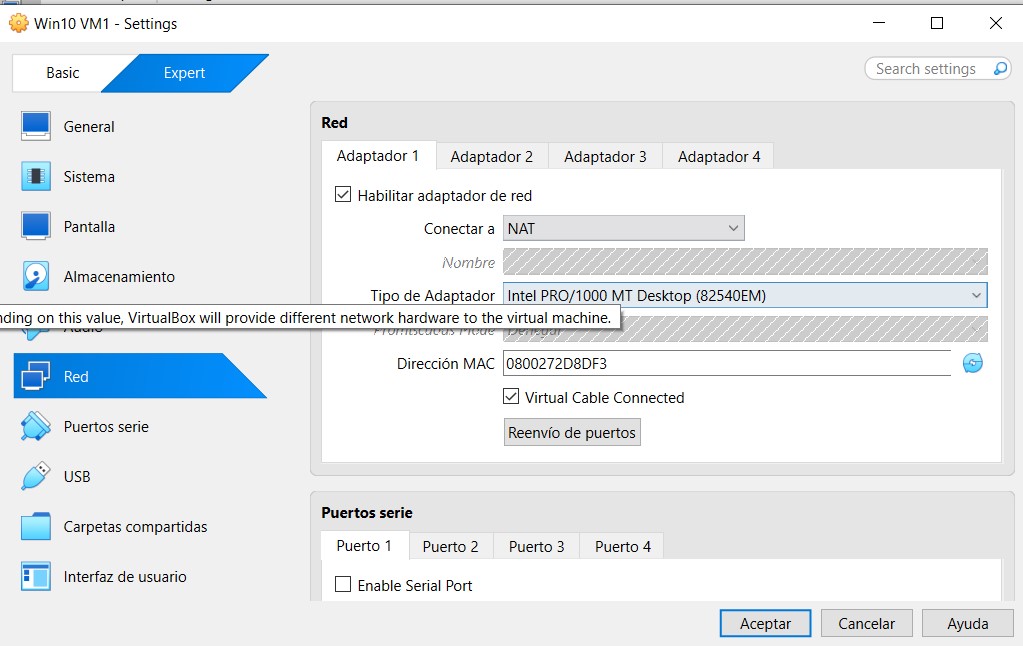 Win10 VM1 - Settings
Basic
Expert
Search settings
General
Sistema
Pantalla
Almacenamiento
Audio
Red
Puertos serie
USB
Carpetas compartidas
Interfaz de usuario
Red
Adaptador 1
Adaptador 2
Adaptador 3
Adaptador 4
Habilitar adaptador de red
Conectar a
NAT
Nombre
Tipo de Adaptador
Intel PRO/1000 MT Desktop (82540EM)
nding on this value, VirtualBox will provide different network hardware to the virtual machine.
Promiscuous Mode
Denegar
Dirección MAC
0800272D8DF3
Virtual Cable Connected
Reenvío de puertos
Puertos serie
Puerto 1
Puerto 2
Puerto 3
Puerto 4
Enable Serial Port
Aceptar
Cancelar
Ayuda